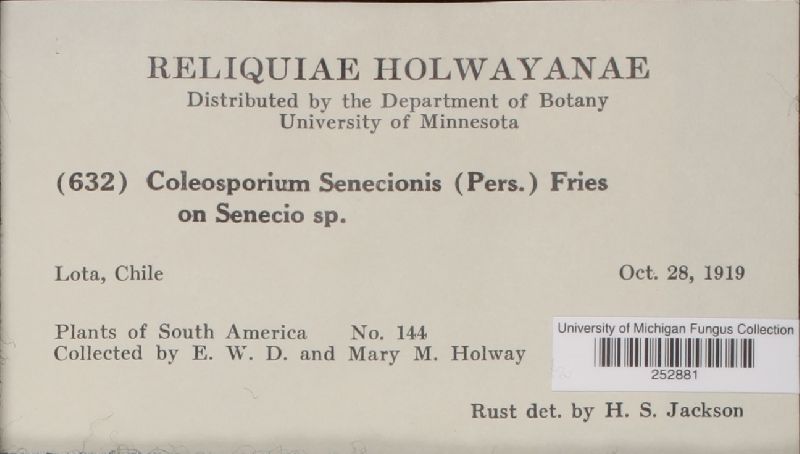 RELIQUIAE HOLWAYANAE
Distributed by the Department of Botany
University of Minnesota
(632) Coleosporium Senecionis (Pers.) Fries
on Senecio sp.
Lota, Chile Oct. 28, 1919
Plants of South America No. 144
Collected by E. W. D. and Mary M. Holway
University of Michigan Fungus Collection
252881
Rust det. by H. S. Jackson